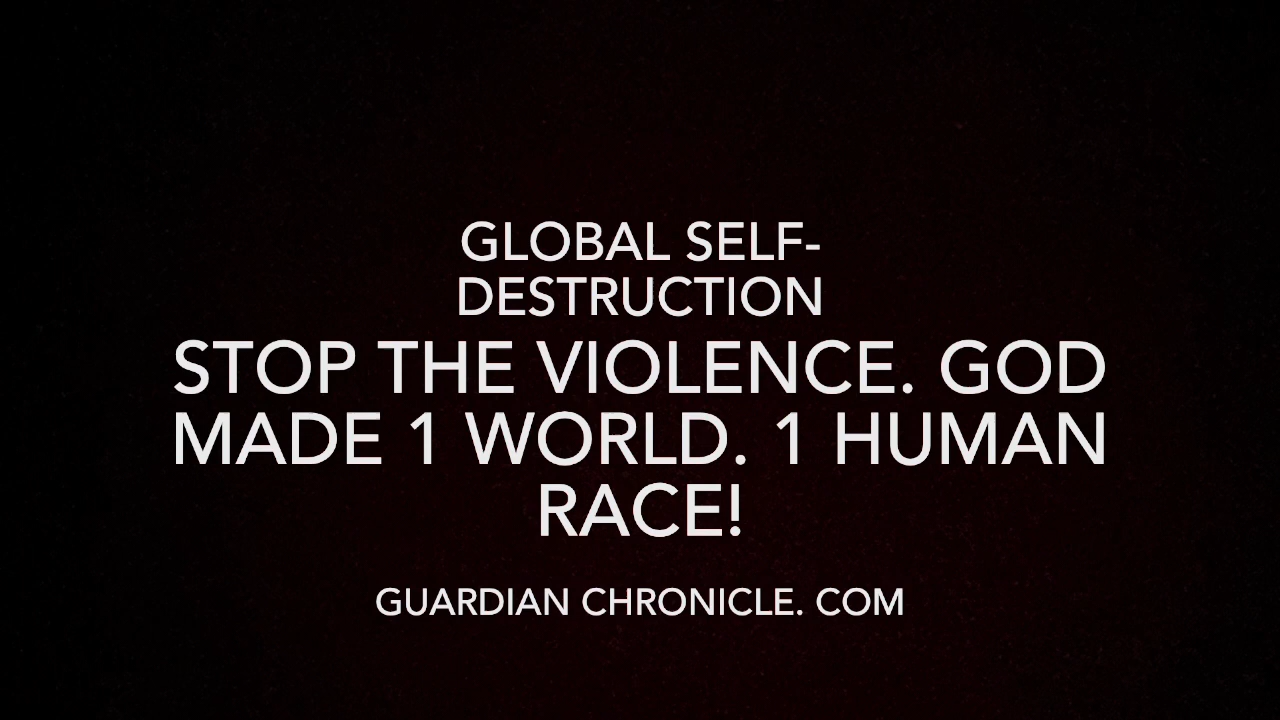 GLOBAL SELF-
DESTRUCTION
STOP THE VIOLENCE. GOD
MADE 1 WORLD. 1 HUMAN
RACE!
GUARDIAN CHRONICLE. COM